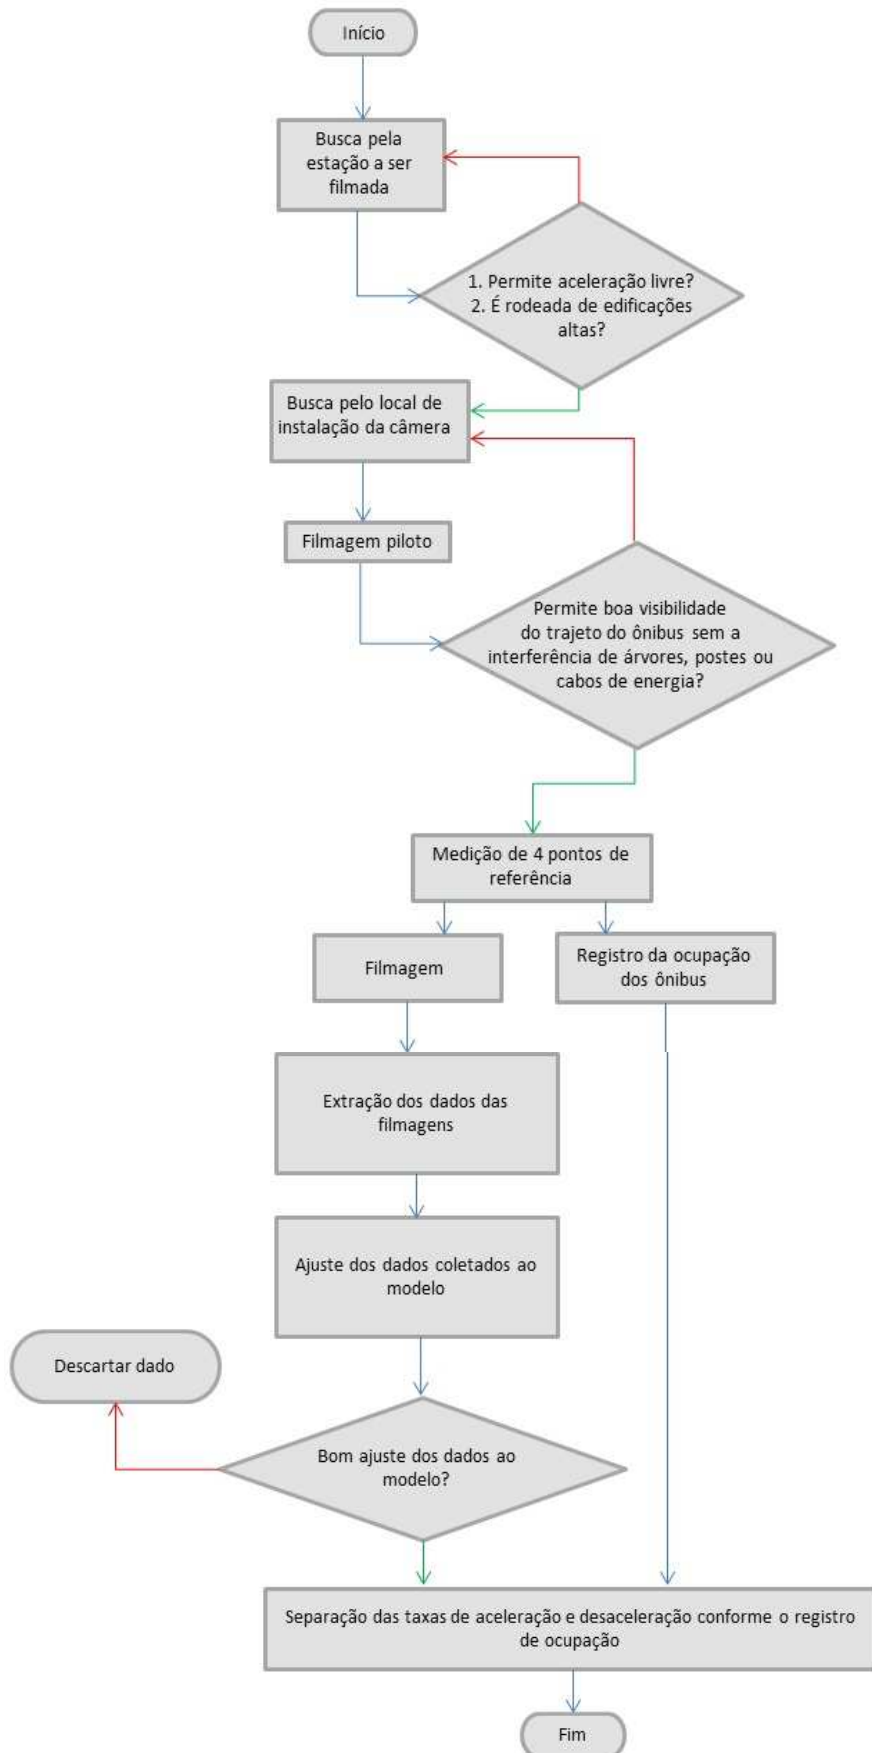 Início
Busca pela
estação a ser
filmada
1. Permite aceleração livre?
2. É rodeada de edificações
altas?
Busca pelo local de
instalação da câmera
Filmagem piloto
Permite boa visibilidade
do trajeto do ônibus sem a
interferência de árvores, postes ou
cabos de energia?
Medição de 4 pontos de
referência
Filmagem
Registro da ocupação
dos ônibus
Extração dos dados das
filmagens
Ajuste dos dados coletados ao
modelo
Descartar dado
Bom ajuste dos dados ao
modelo?
Separação das taxas de aceleração e desaceleração conforme o registro
de ocupação
Fim